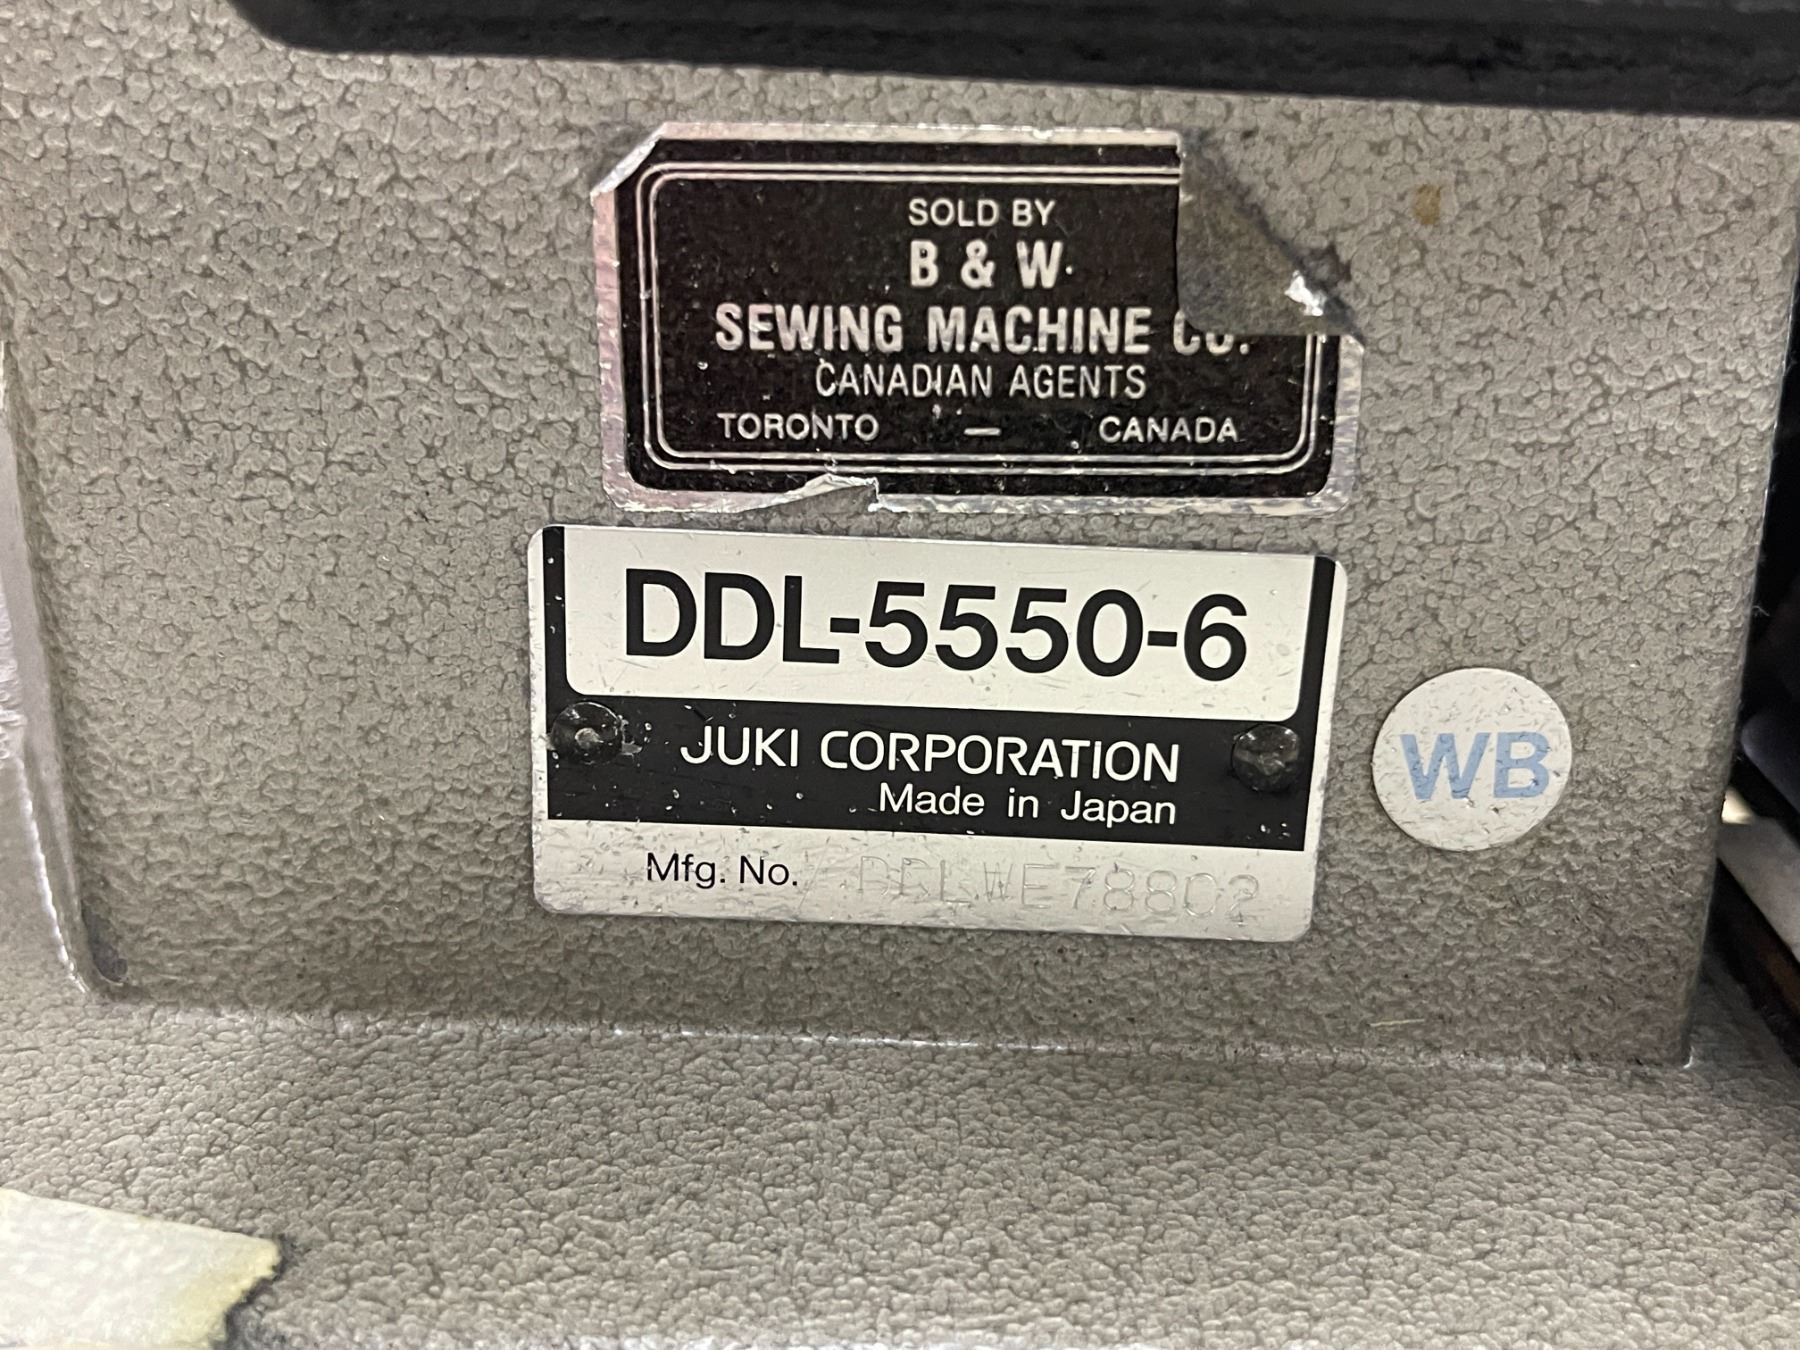 SOLD BY
B & W
SEWING MACHINE CO.
CANADIAN AGENTS
TORONTO — CANADA
DDL-5550-6
JUKI CORPORATION
Made in Japan
WB
Mfg. No. DDLWE78802